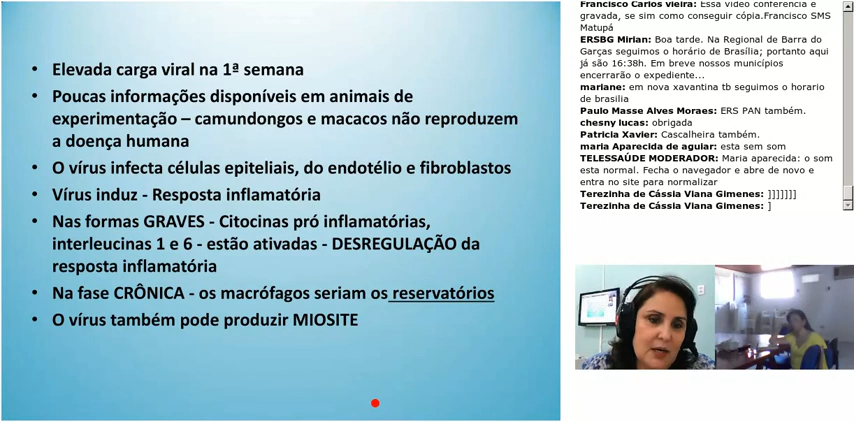 • Elevada carga viral na 1ª semana
• Poucas informações disponíveis em animais de
experimentação – camundongos e macacos não reproduzem
a doença humana
• O vírus infecta células epiteliais, do endotélio e fibroblastos
• Vírus induz - Resposta inflamatória
• Nas formas GRAVES - Citocinas pró inflamatórias,
interleucinas 1 e 6 - estão ativadas - DESREGULAÇÃO da
resposta inflamatória
• Na fase CRÔNICA - os macrófagos seriam os reservatórios
• O vírus também pode produzir MIOSITE
Francisco Carlos vieira: Essa video conferencia e
gravada, se sim como conseguir cópia.Francisco SMS
Matupá
ERSBG Mirian: Boa tarde. Na Regional de Barra do
Garças seguimos o horário de Brasília; portanto aqui
já são 16:38h. Em breve nossos municípios
encerrarão o expediente...
mariane: em nova xavantina tb seguimos o horario
de brasilia
Paulo Masse Alves Moraes: ERS PAN também.
chesny lucas: obrigada
Patricia Xavier: Cascalheira também.
maria Aparecida de aguiar: esta sem som
TELESSAÚDE MODERADOR: Maria aparecida: o som
esta normal. Fecha o navegador e abre de novo e
entra no site para normalizar
Terezinha de Cássia Viana Gimenes: ]]]]]]]
Terezinha de Cássia Viana Gimenes: ]